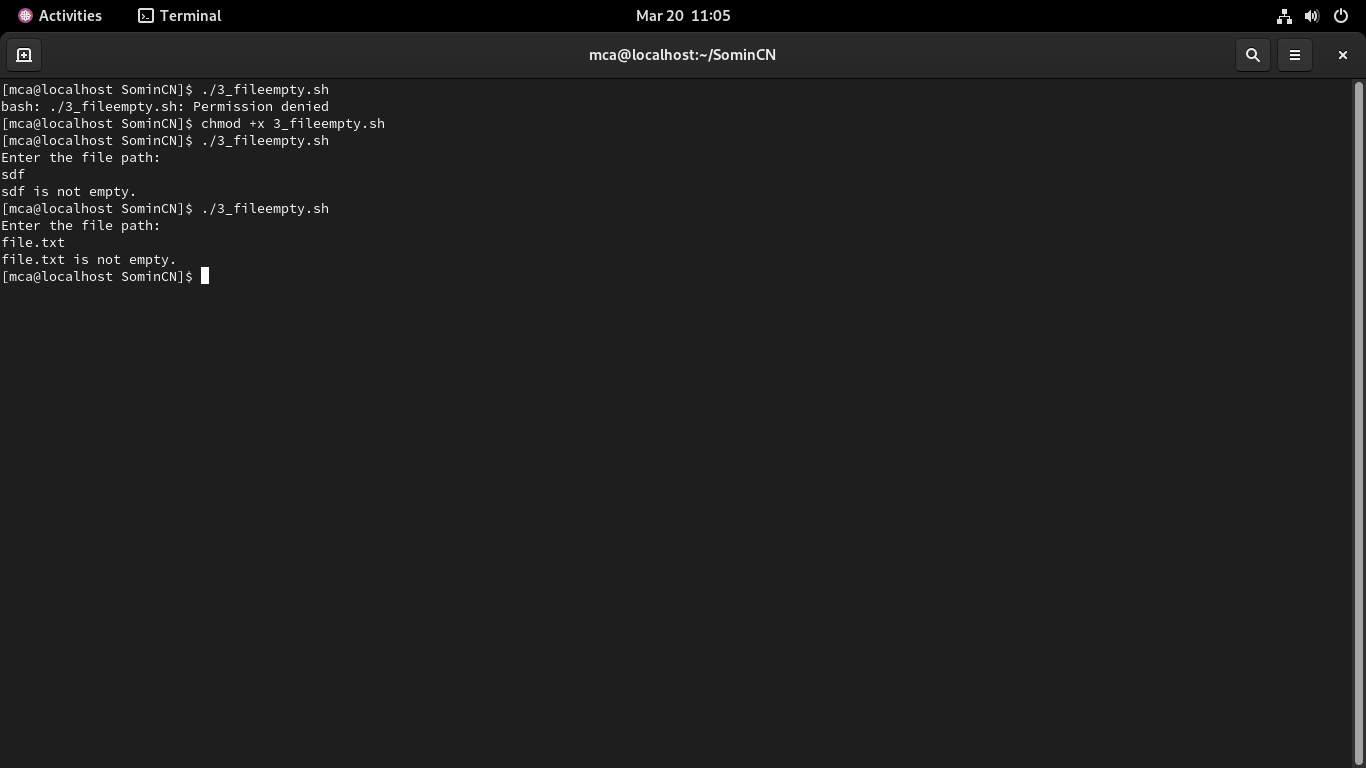 Activities
Terminal
Mar 20 11:05
mca@localhost:~/SominCN
[mca@localhost SominCN]$ ./3_fileempty.sh
bash: ./3_fileempty.sh: Permission denied
[mca@localhost SominCN]$ chmod +x 3_fileempty.sh
[mca@localhost SominCN]$ ./3_fileempty.sh
Enter the file path:
sdf
sdf is not empty.
[mca@localhost SominCN]$ ./3_fileempty.sh
Enter the file path:
file.txt
file.txt is not empty.
[mca@localhost SominCN]$